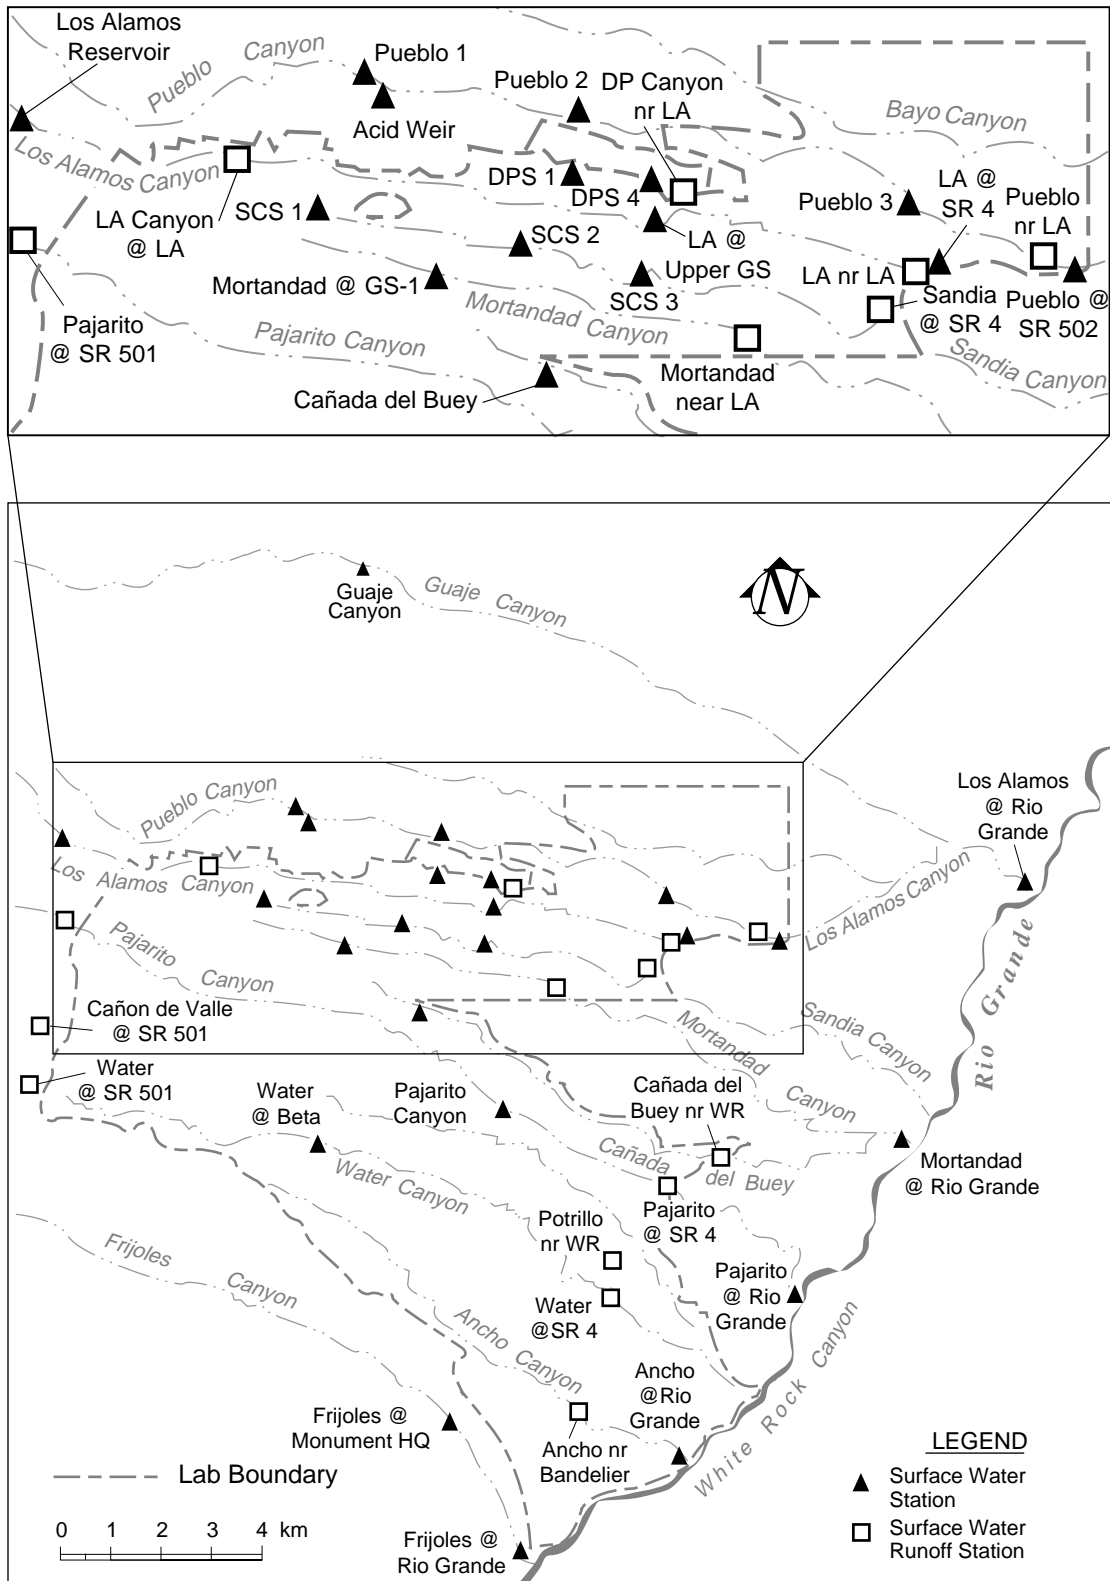 Los Alamos
Reservoir
Pueblo Canyon
Pueblo 1
Acid Weir
Pueblo 2
DP Canyon
nr LA
Bayo Canyon
Los Alamos Canyon
LA Canyon
@ LA
SCS 1
DPS 1
DPS 4
Pueblo 3
LA @
SR 4
Pueblo
nr LA
SCS 2
LA @
Upper GS
LA nr LA
Mortandad @ GS-1
SCS 3
Sandia
@ SR 4
Pueblo @
SR 502
Pajarito
@ SR 501
Pajarito Canyon
Mortandad Canyon
Sandia Canyon
Cañada del Buey
Mortandad
near LA
Guaje
Canyon
Guaje Canyon
N
Los Alamos
@ Rio
Grande
Pueblo Canyon
Los Alamos Canyon
Los Alamos Canyon
Pajarito Canyon
Rio Grande
Cañon de Valle
@ SR 501
Mortandad Canyon
Sandia Canyon
Water
@ SR 501
Water
@ Beta
Pajarito
Canyon
Cañada del
Buey nr WR
Cañada del Buey
Mortandad
@ Rio Grande
Water Canyon
Pajarito
@ SR 4
Potrillo
nr WR
Frijoles Canyon
Pajarito
@ Rio
Grande
Water
@SR 4
Ancho Canyon
Ancho
@Rio
Grande
White Rock Canyon
Frijoles @
Monument HQ
Ancho nr
Bandelier
LEGEND
Surface Water
Station
Surface Water
Runoff Station
Lab Boundary
0 1 2 3 4 km
Frijoles @
Rio Grande